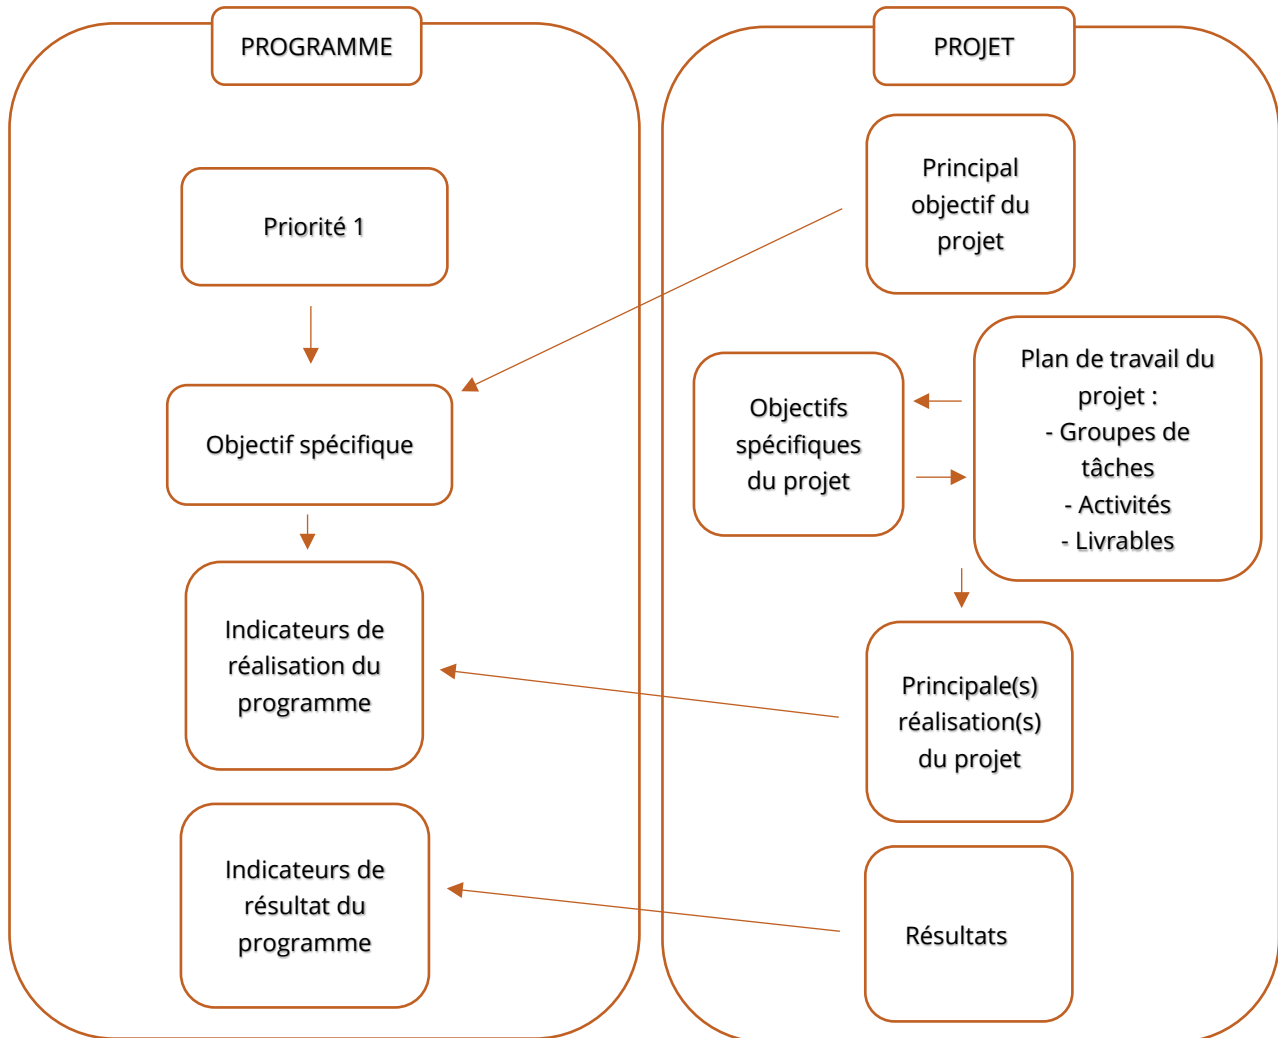 PROGRAMME
Priorité 1
Objectif spécifique
Indicateurs de
réalisation du
programme
Indicateurs de
résultat du
programme
PROJET
Principal
objectif du
projet
Objectifs
spécifiques
du projet
Plan de travail du
projet :
- Groupes de
tâches
- Activités
- Livrables
Principale(s)
réalisation(s)
du projet
Résultats